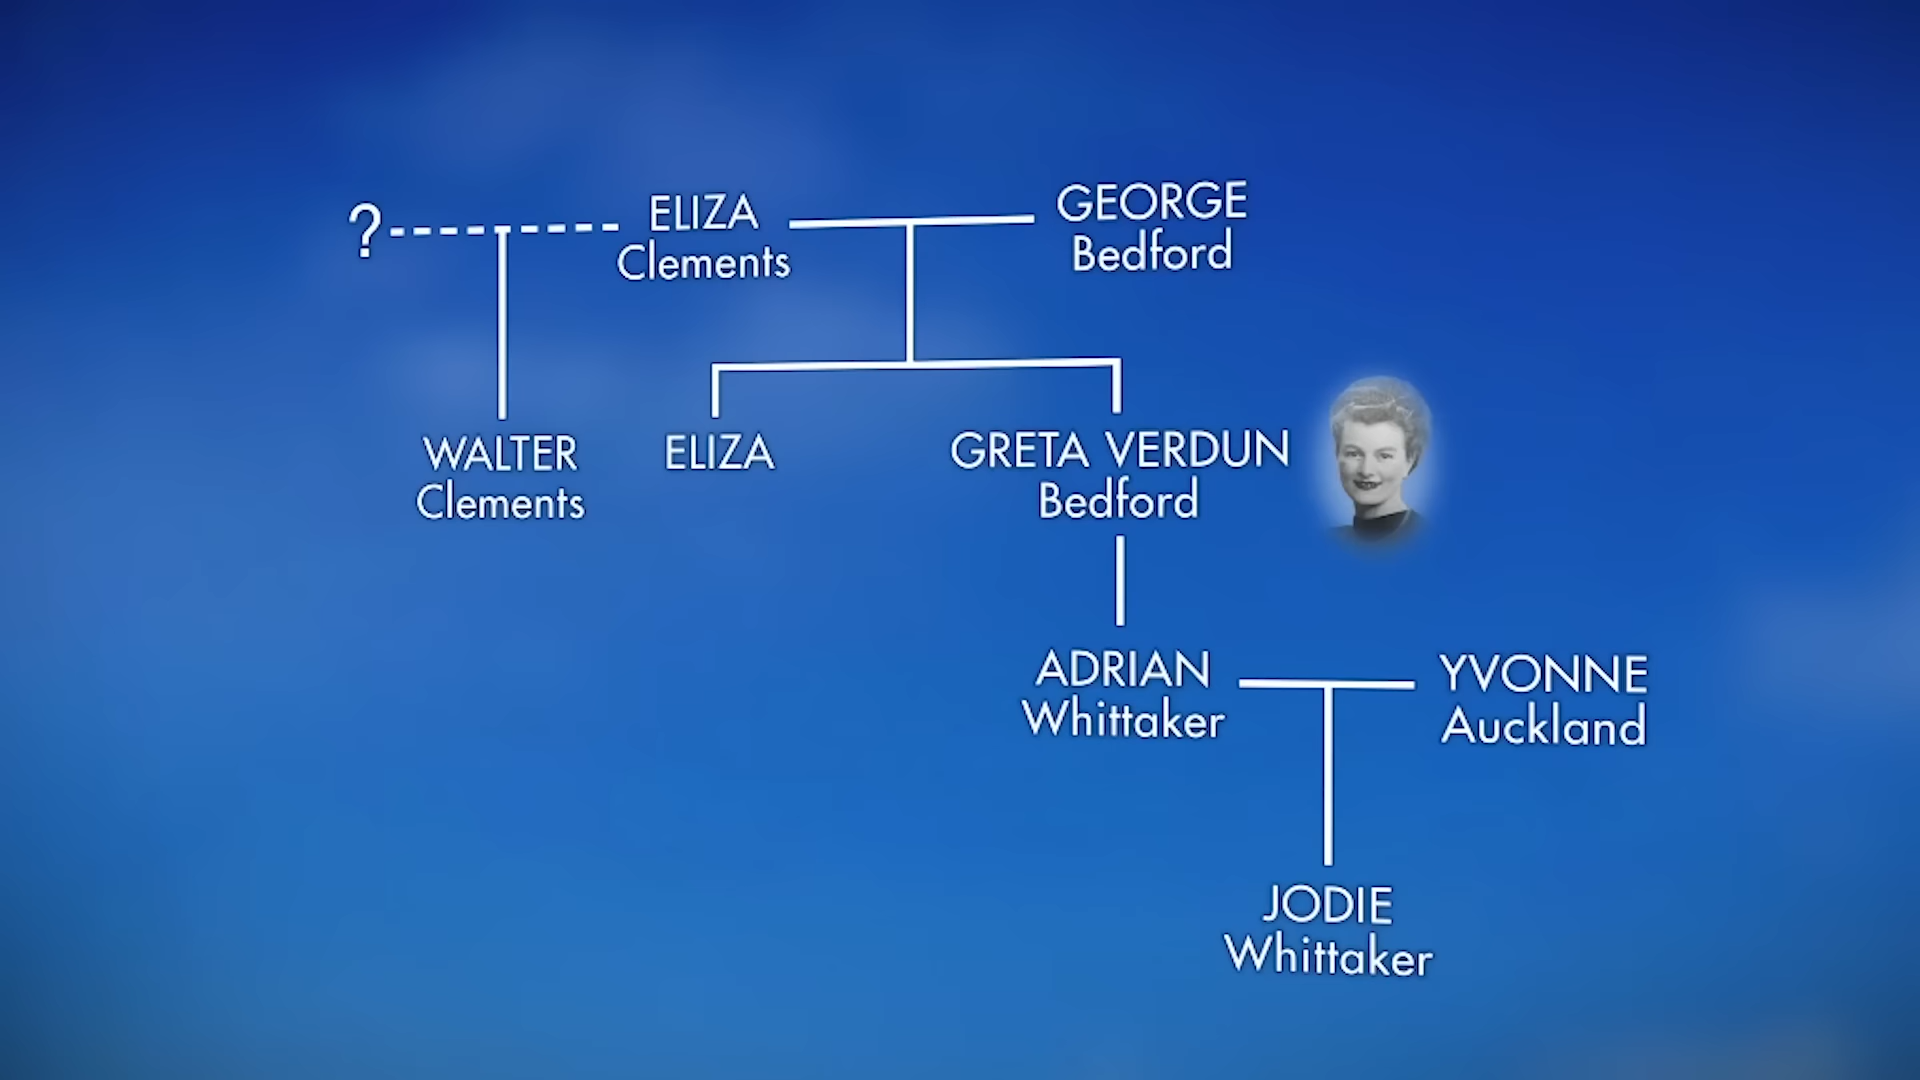 ?
ELIZA
Clements
GEORGE
Bedford
WALTER
Clements
ELIZA
GRETA VERDUN
Bedford
ADRIAN
Whittaker
YVONNE
Auckland
JODIE
Whittaker